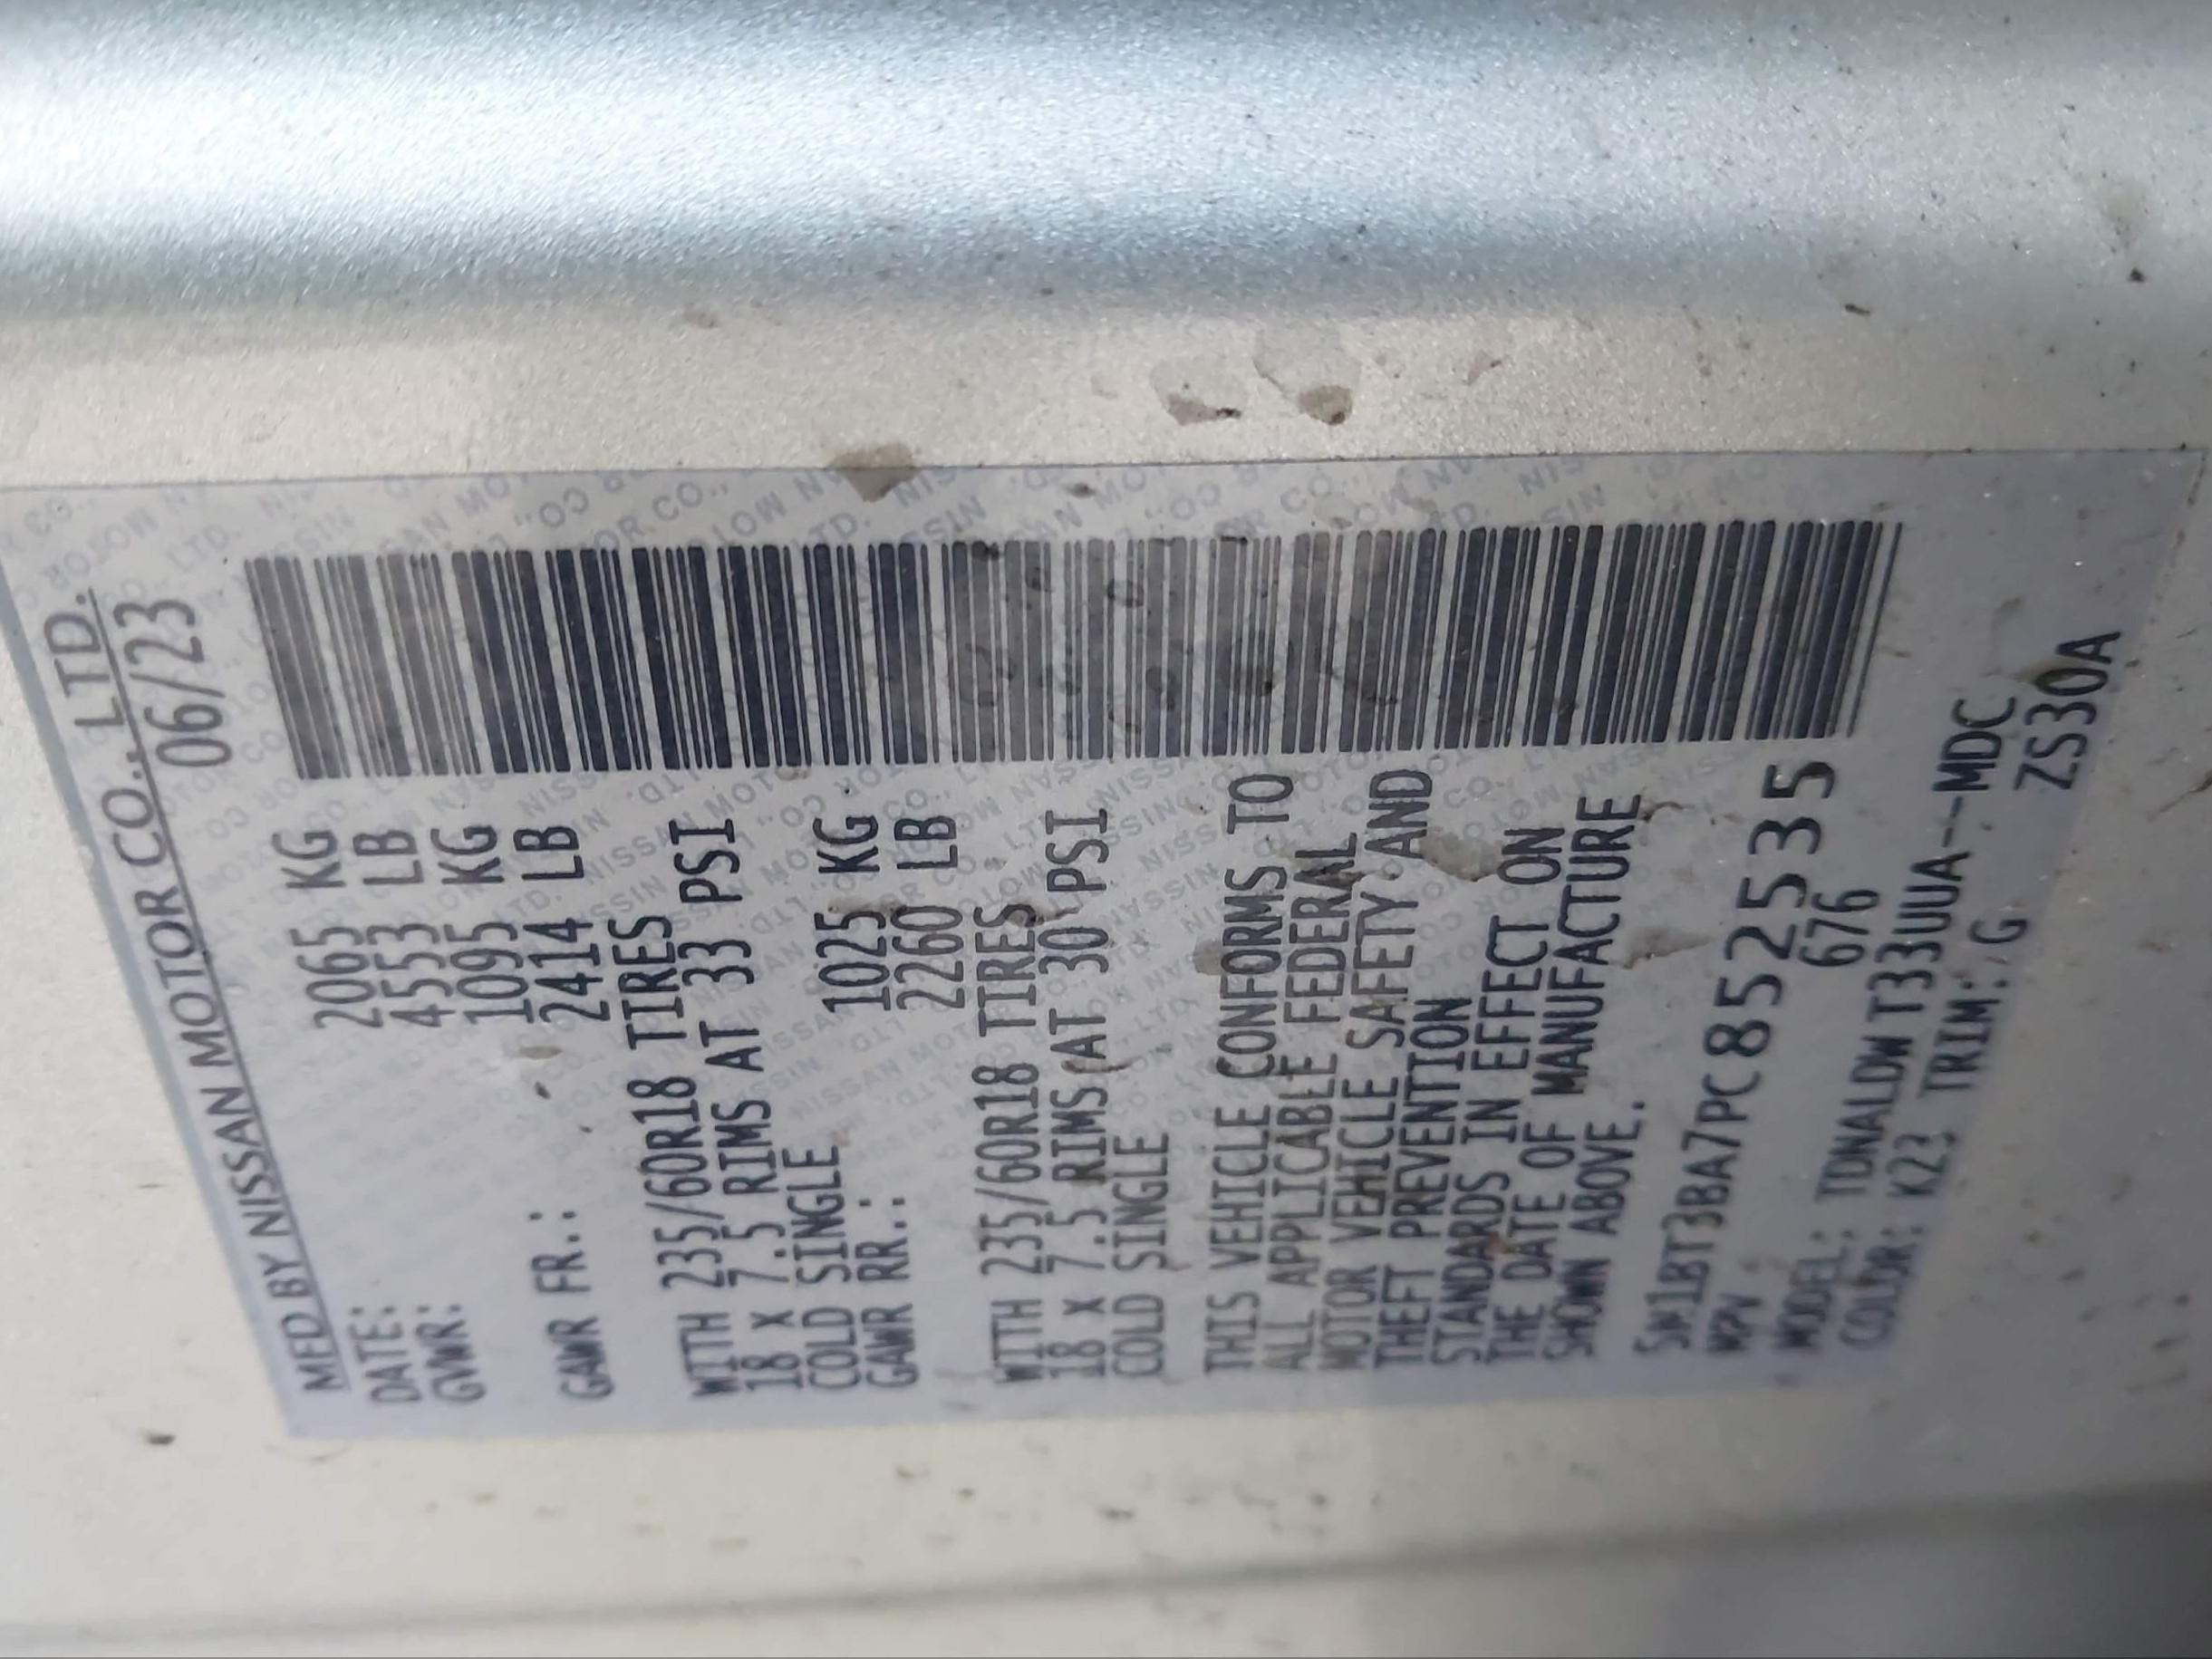 MFD BY NISSAN MOTOR CO., LTD.
DATE: 06/23
GVWR: 2065 KG
4553 LB
GAWR FR.: 1095 KG
2414 LB
WITH 235/60R18 TIRES
18 X 7.5 RIMS AT 33 PSI
COLD SINGLE
GAWR RR.: 1025 KG
2260 LB
WITH 235/60R18 TIRES
18 X 7.5 RIMS AT 30 PSI
COLD SINGLE
THIS VEHICLE CONFORMS TO
ALL APPLICABLE FEDERAL
MOTOR VEHICLE SAFETY AND
THEFT PREVENTION
STANDARDS IN EFFECT ON
THE DATE OF MANUFACTURE
SHOWN ABOVE.
5N1BT3BA7PC852535
MPV 676
MODEL: TDNALDW T33UUA--MDC
COLOR: K23 TRIM: G ZS30A